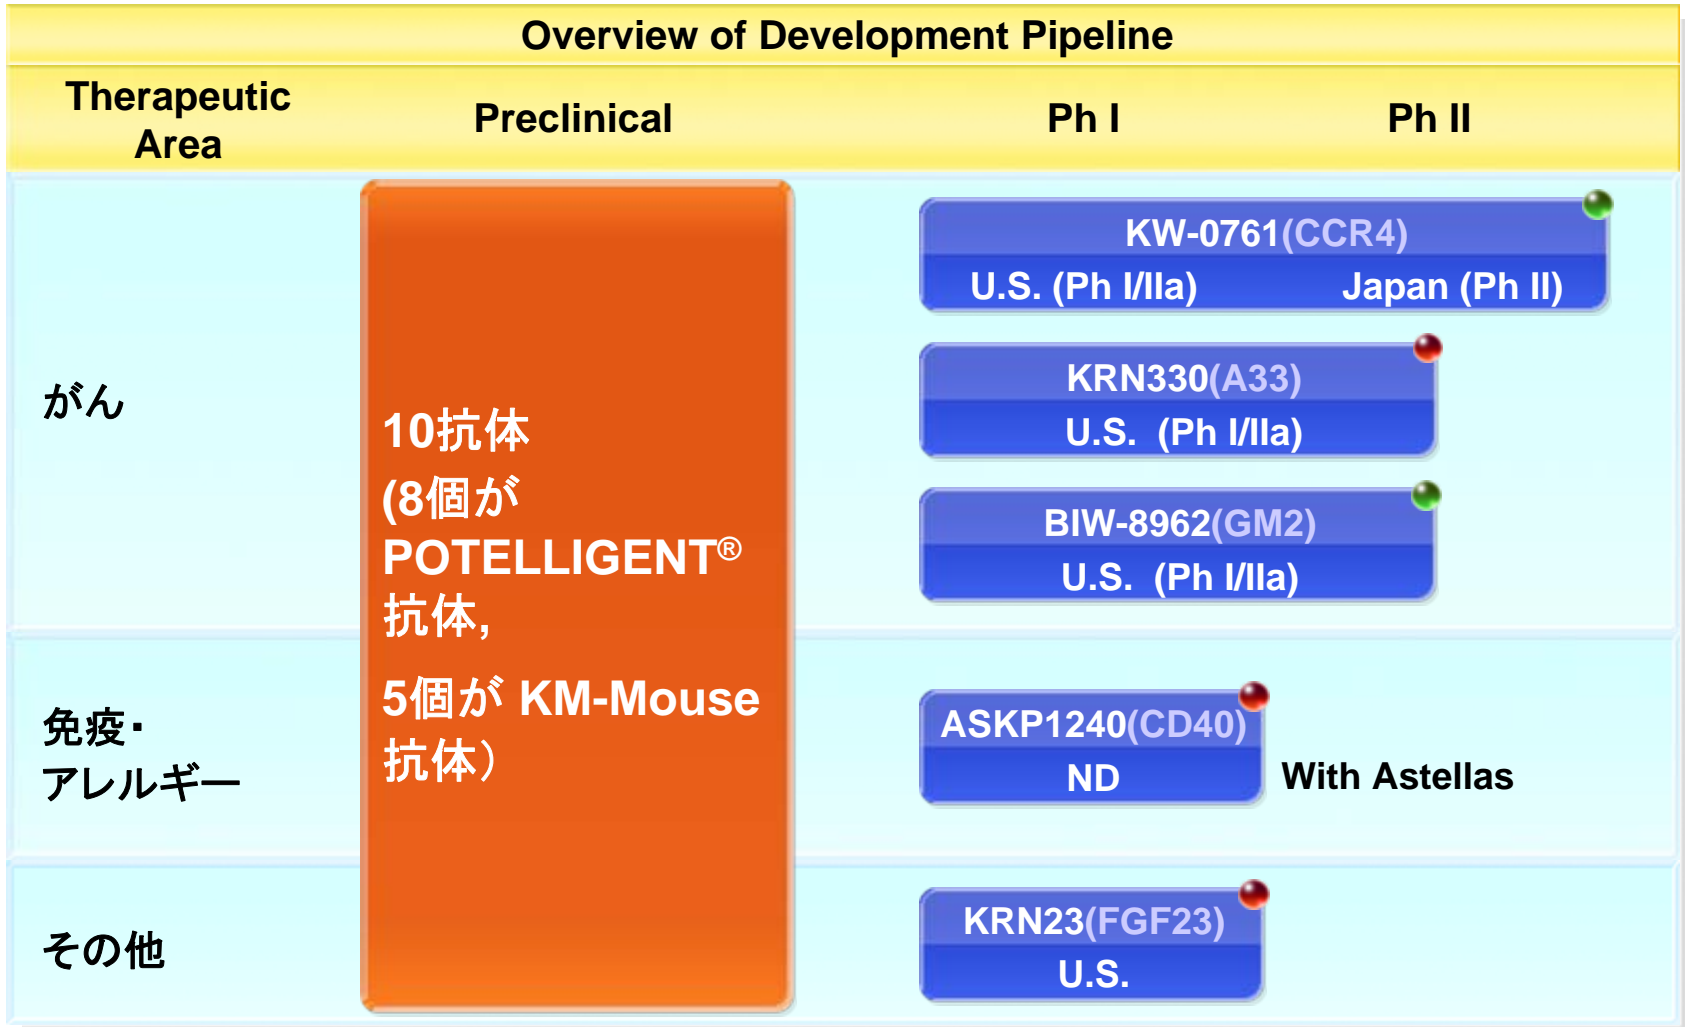 Overview of Development Pipeline
Therapeutic
Area
Preclinical
Ph I
Ph II
がん
10抗体
(8個が
POTELLIGENT®
抗体,
5個が KM-Mouse
抗体）
KW-0761(CCR4)
U.S. (Ph I/IIa)
Japan (Ph II)
KRN330(A33)
U.S. (Ph I/IIa)
BIW-8962(GM2)
U.S. (Ph I/IIa)
免疫・
アレルギー
ASKP1240(CD40)
ND
With Astellas
その他
KRN23(FGF23)
U.S.